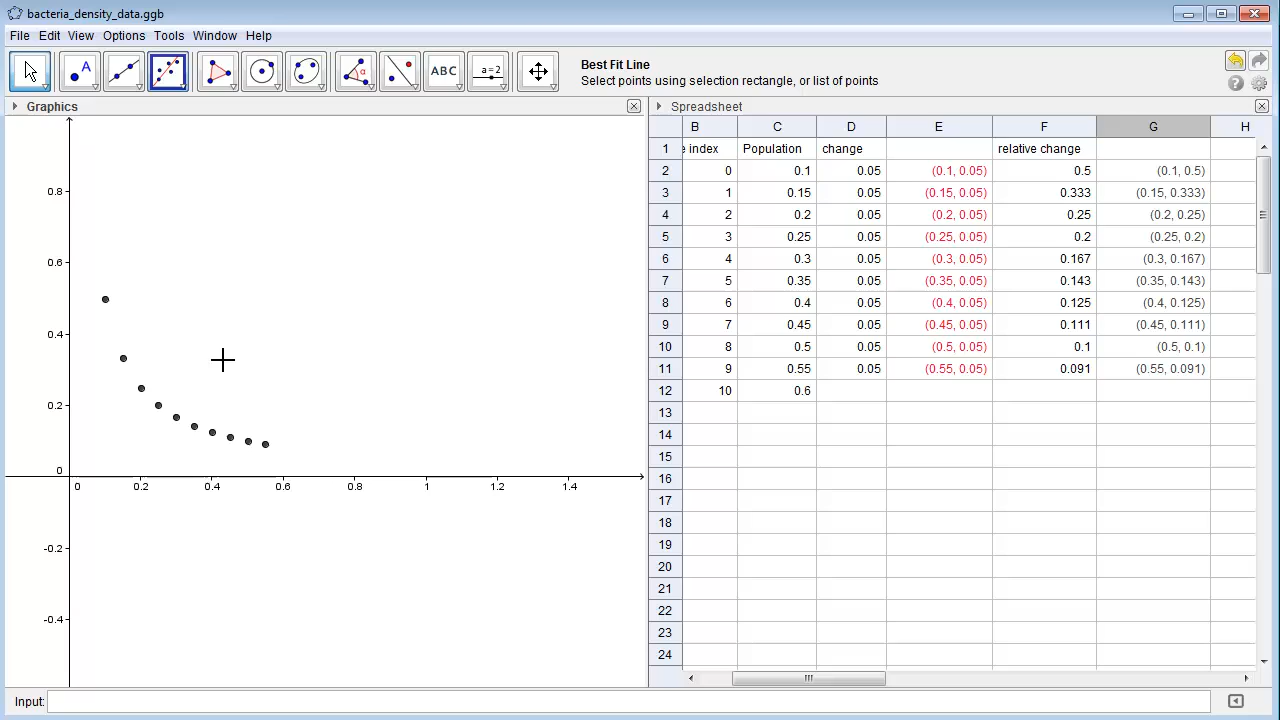 bacteria_density_data.ggb
File Edit View Options Tools Window Help
A
α
ABC
a=2
Best Fit Line
Select points using selection rectangle, or list of points
Graphics
Spreadsheet
B C D E F G H
1 e index Population change relative change
2 0 0.1 0.05 (0.1, 0.05) 0.5 (0.1, 0.5)
3 1 0.15 0.05 (0.15, 0.05) 0.333 (0.15, 0.333)
4 2 0.2 0.05 (0.2, 0.05) 0.25 (0.2, 0.25)
5 3 0.25 0.05 (0.25, 0.05) 0.2 (0.25, 0.2)
6 4 0.3 0.05 (0.3, 0.05) 0.167 (0.3, 0.167)
7 5 0.35 0.05 (0.35, 0.05) 0.143 (0.35, 0.143)
8 6 0.4 0.05 (0.4, 0.05) 0.125 (0.4, 0.125)
9 7 0.45 0.05 (0.45, 0.05) 0.111 (0.45, 0.111)
10 8 0.5 0.05 (0.5, 0.05) 0.1 (0.5, 0.1)
11 9 0.55 0.05 (0.55, 0.05) 0.091 (0.55, 0.091)
12 10 0.6
13
14
15
16
17
18
19
20
21
22
23
24
0.8
0.6
0.4
0.2
0
0 0.2 0.4 0.6 0.8 1 1.2 1.4
-0.2
-0.4
Input: